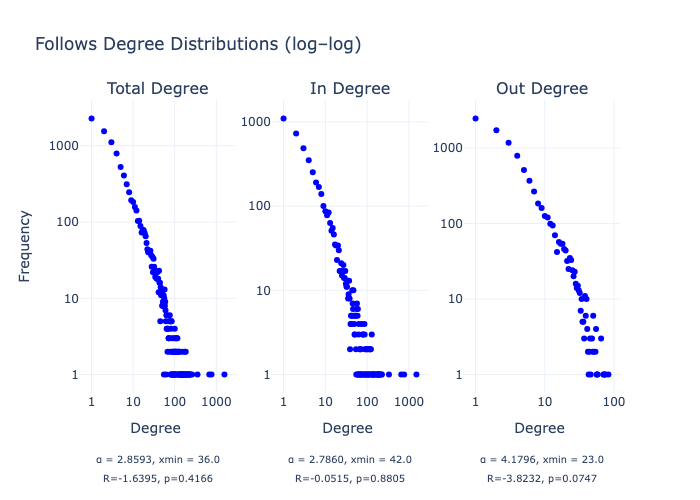 Follows Degree Distributions (log–log)
Total Degree
In Degree
Out Degree
Frequency
1000
100
10
1
1
10
100
1000
1000
100
10
1
1
10
100
1000
1000
100
10
1
1
10
100
Degree
Degree
Degree
α = 2.8593, xmin = 36.0
α = 2.7860, xmin = 42.0
α = 4.1796, xmin = 23.0
R=-1.6395, p=0.4166
R=-0.0515, p=0.8805
R=-3.8232, p=0.0747